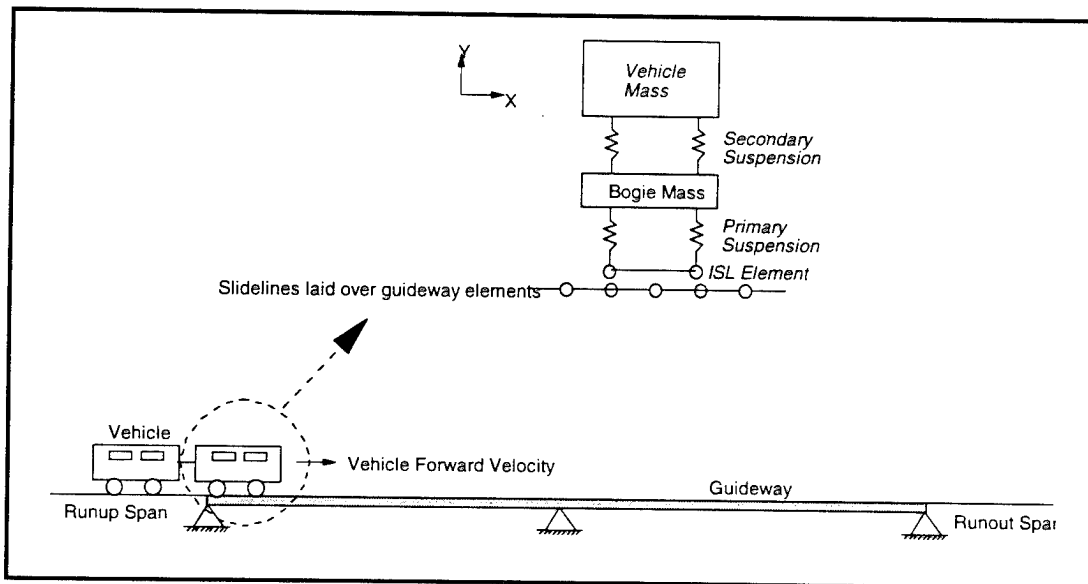 Y
X
Vehicle
Mass
Secondary
Suspension
Bogie Mass
Primary
Suspension
ISL Element
Slidelines laid over guideway elements
Vehicle
Vehicle Forward Velocity
Guideway
Runup Span
Runout Spar